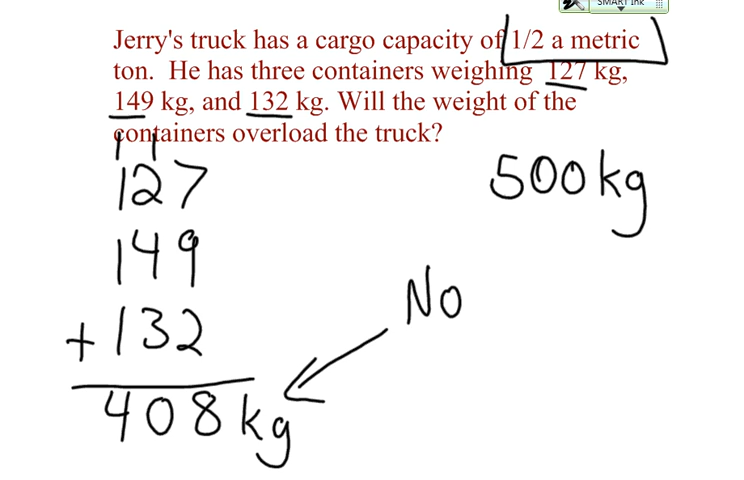 SMART Ink
Jerry's truck has a cargo capacity of 1/2 a metric
ton. He has three containers weighing 127 kg,
149 kg, and 132 kg. Will the weight of the
containers overload the truck?
1 1
127
149
+132
408kg
500kg
No